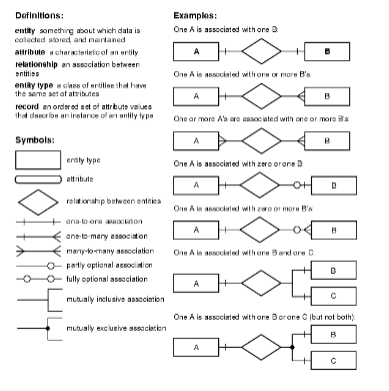 Definitions:
entity something about which data is
collected, stored, and maintained
attribute a characteristic of an entity
relationship an association between
entities
entity type a class of entities that have
the same set of attributes
record an ordered set of attribute values
that describe an instance of an entity type
Symbols:
entity type
attribute
relationship between entities
one-to-one association
one-to-many association
many-to-many association
partly optional association
fully optional association
mutually inclusive association
mutually exclusive association
Examples:
One A is associated with one B:
A B
One A is associated with one or more B's:
A B
One or more A's are associated with one or more B's:
A B
One A is associated with zero or one B:
A B
One A is associated with zero or more B's:
A B
One A is associated with one B and one C:
B
A
C
One A is associated with one B or one C (but not both):
B
A
C